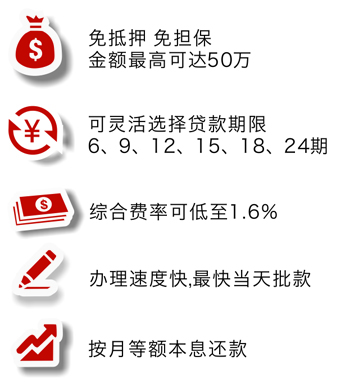 免抵押 免担保
金额最高可达50万
可灵活选择贷款期限
6、9、12、15、18、24期
综合费率可低至1.6%
办理速度快,最快当天批款
按月等额本息还款